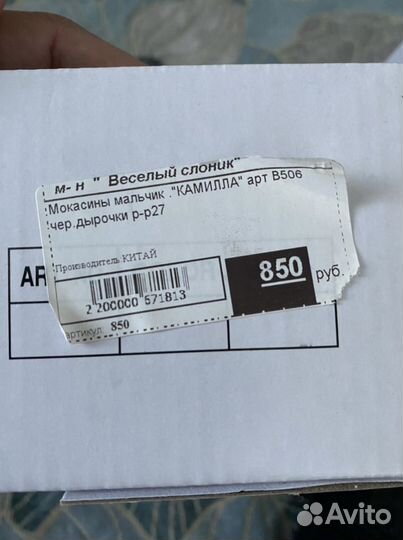 м-н " Веселый слоник"
Мокасины мальчик ."КАМИЛЛА" арт B506
чер.дырочки р-р27
Производитель:КИТАЙ
850 руб.
2 200000 571813
артикул: 850
AR
Avito